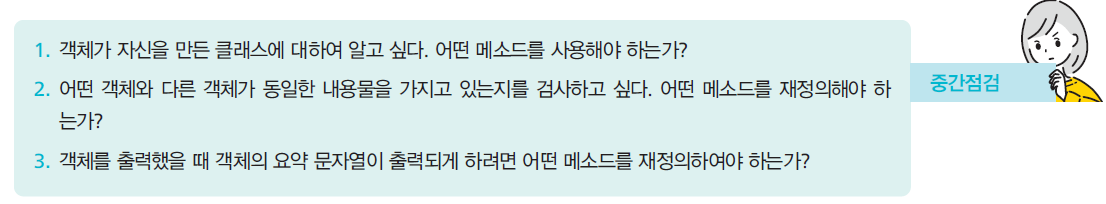 1. 객체가 자신을 만든 클래스에 대하여 알고 싶다. 어떤 메소드를 사용해야 하는가?
2. 어떤 객체와 다른 객체가 동일한 내용물을 가지고 있는지를 검사하고 싶다. 어떤 메소드를 재정의해야 하
는가?
3. 객체를 출력했을 때 객체의 요약 문자열이 출력되게 하려면 어떤 메소드를 재정의하여야 하는가?
중간점검